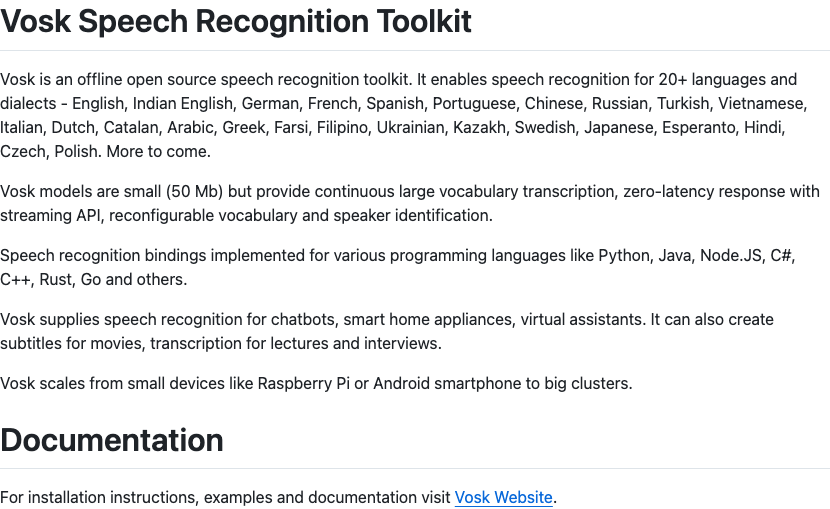 Vosk Speech Recognition Toolkit
Vosk is an offline open source speech recognition toolkit. It enables speech recognition for 20+ languages and
dialects - English, Indian English, German, French, Spanish, Portuguese, Chinese, Russian, Turkish, Vietnamese,
Italian, Dutch, Catalan, Arabic, Greek, Farsi, Filipino, Ukrainian, Kazakh, Swedish, Japanese, Esperanto, Hindi,
Czech, Polish. More to come.
Vosk models are small (50 Mb) but provide continuous large vocabulary transcription, zero-latency response with
streaming API, reconfigurable vocabulary and speaker identification.
Speech recognition bindings implemented for various programming languages like Python, Java, Node.JS, C#,
C++, Rust, Go and others.
Vosk supplies speech recognition for chatbots, smart home appliances, virtual assistants. It can also create
subtitles for movies, transcription for lectures and interviews.
Vosk scales from small devices like Raspberry Pi or Android smartphone to big clusters.
Documentation
For installation instructions, examples and documentation visit Vosk Website.